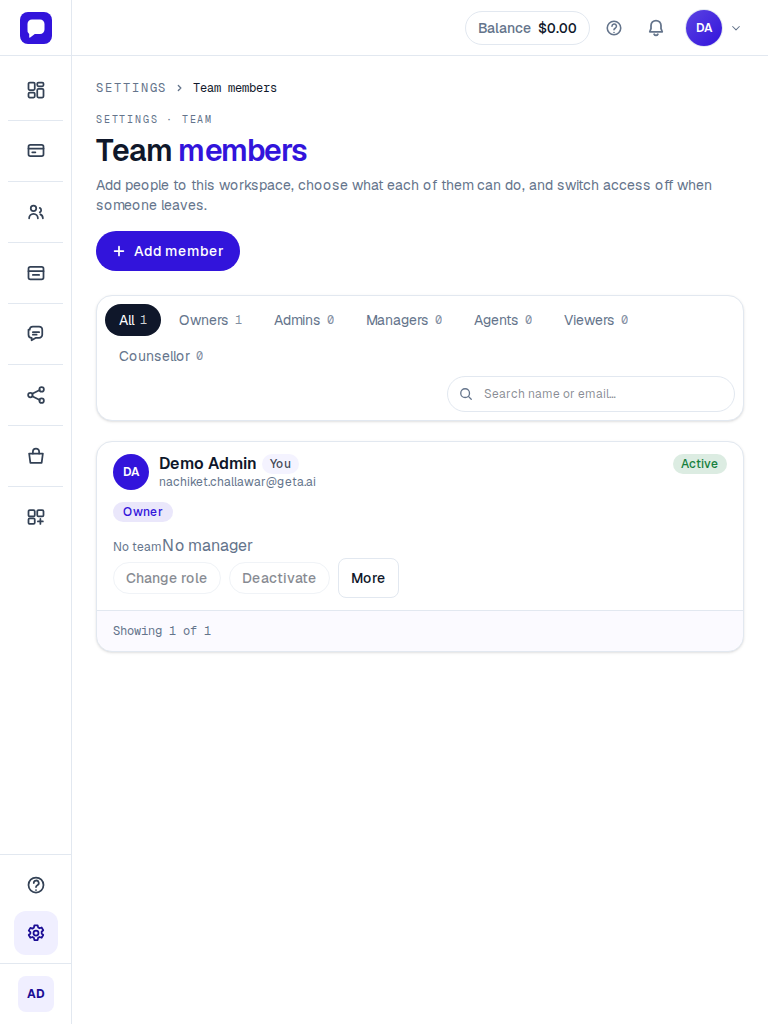 Balance $0.00
DA
SETTINGS > Team members
SETTINGS · TEAM
Team members
Add people to this workspace, choose what each of them can do, and switch access off when
someone leaves.
+ Add member
All 1 Owners 1 Admins 0 Managers 0 Agents 0 Viewers 0
Counsellor 0
Search name or email…
DA
Demo Admin You
Active
nachiket.challawar@geta.ai
Owner
No teamNo manager
Change role Deactivate More
Showing 1 of 1
AD